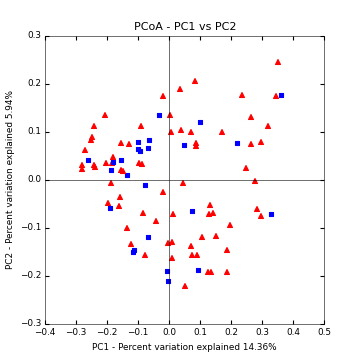 PCoA - PC1 vs PC2
0.3
0.2
0.1
0.0
−0.1
−0.2
−0.3
PC2 - Percent variation explained 5.94%
−0.4 −0.3 −0.2 −0.1 0.0 0.1 0.2 0.3 0.4 0.5
PC1 - Percent variation explained 14.36%